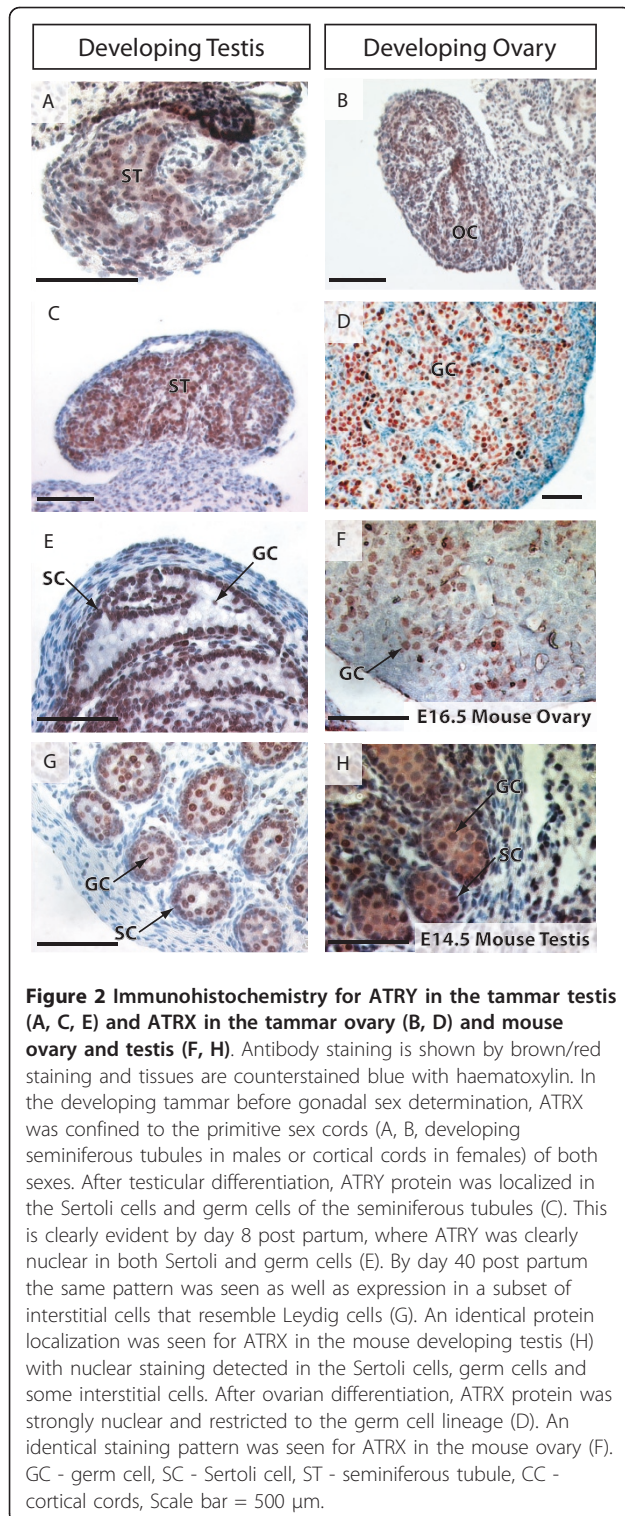 Developing Testis
Developing Ovary
A
ST
B
OC
C
ST
D
GC
E
SC
GC
F
GC
E16.5 Mouse Ovary
G
GC
SC
H
GC
SC
E14.5 Mouse Testis
Figure 2 Immunohistochemistry for ATRY in the tammar testis
(A, C, E) and ATRX in the tammar ovary (B, D) and mouse
ovary and testis (F, H). Antibody staining is shown by brown/red
staining and tissues are counterstained blue with haematoxylin. In
the developing tammar before gonadal sex determination, ATRX
was confined to the primitive sex cords (A, B, developing
seminiferous tubules in males or cortical cords in females) of both
sexes. After testicular differentiation, ATRY protein was localized in
the Sertoli cells and germ cells of the seminiferous tubules (C). This
is clearly evident by day 8 post partum, where ATRY was clearly
nuclear in both Sertoli and germ cells (E). By day 40 post partum
the same pattern was seen as well as expression in a subset of
interstitial cells that resemble Leydig cells (G). An identical protein
localization was seen for ATRX in the mouse developing testis (H)
with nuclear staining detected in the Sertoli cells, germ cells and
some interstitial cells. After ovarian differentiation, ATRX protein was
strongly nuclear and restricted to the germ cell lineage (D). An
identical staining pattern was seen for ATRX in the mouse ovary (F).
GC - germ cell, SC - Sertoli cell, ST - seminiferous tubule, CC -
cortical cords, Scale bar = 500 μm.